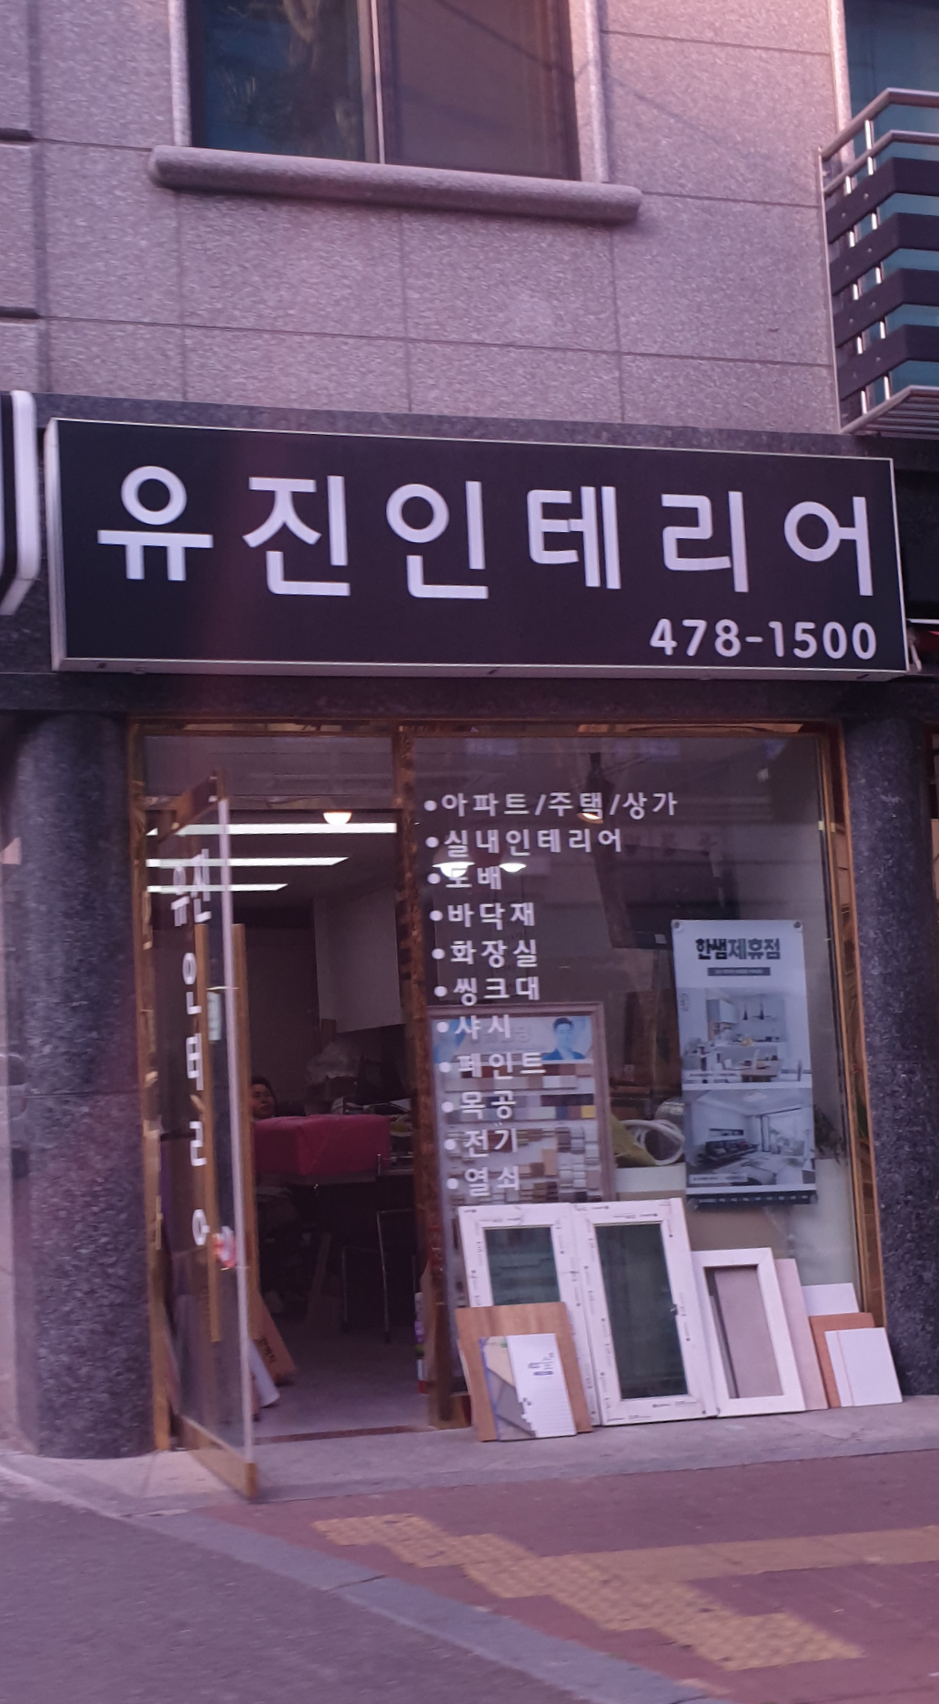 유진인테리어
478-1500
•아파트/주택/상가
•실내인테리어
•도배
•바닥재
•화장실
•씽크대
•샤시
•페인트
•목공
•전기
•열쇠
유진인테리어
한샘제휴점